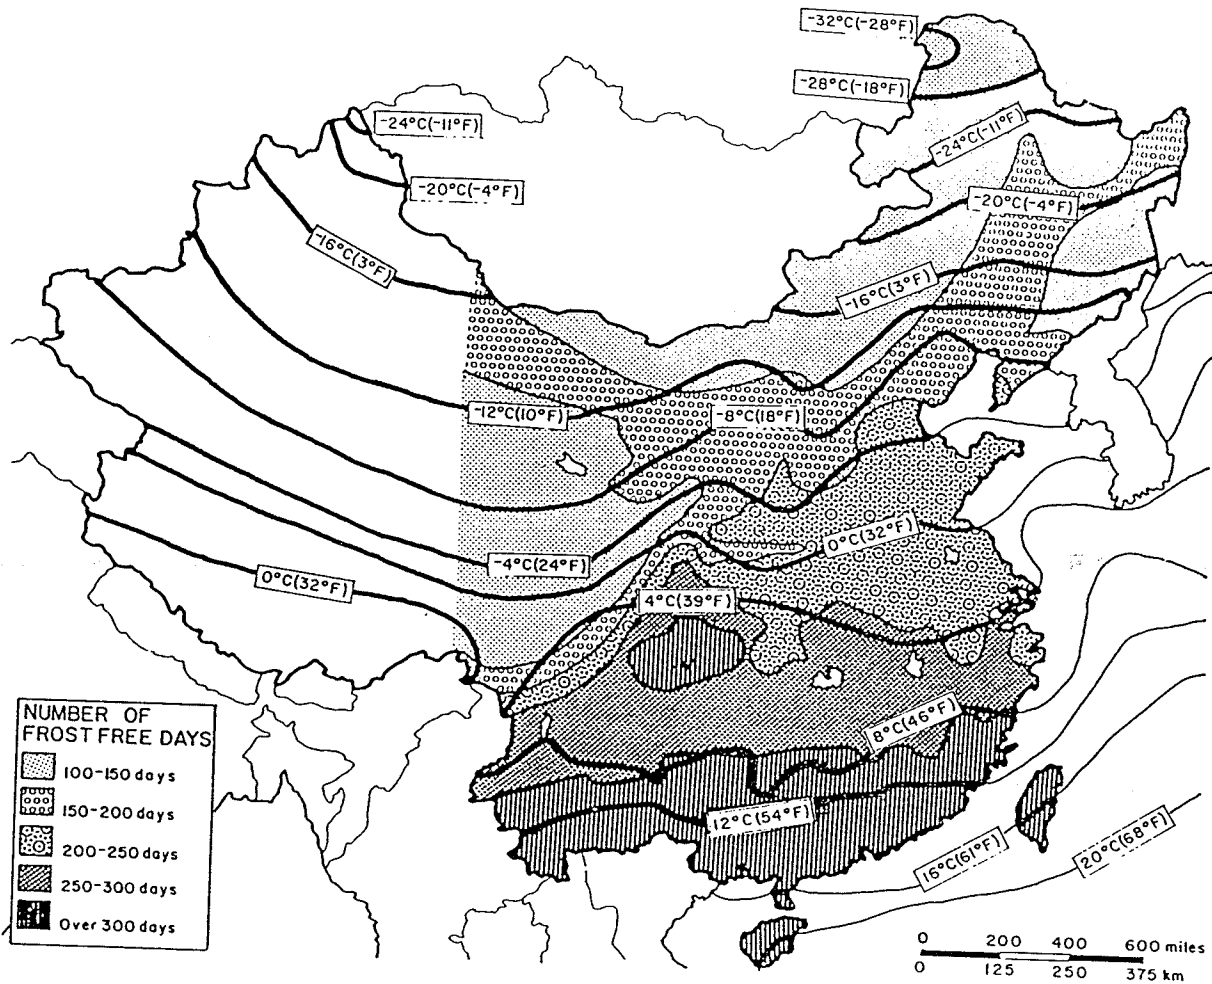 -32°C(-28°F)
-28°C(-18°F)
-24°C(-11°F)
-24°C(-11°F)
-20°C(-4°F)
-20°C(-4°F)
-16°C(3°F)
-16°C(3°F)
-12°C(10°F)
-8°C(18°F)
0°C(32°F)
-4°C(24°F)
0°C(32°F)
4°C(39°F)
8°C(46°F)
12°C(54°F)
16°C(61°F)
20°C(68°F)
NUMBER OF
FROST FREE DAYS
100-150 days
150-200 days
200-250 days
250-300 days
Over 300 days
0 200 400 600 miles
0 125 250 375 km